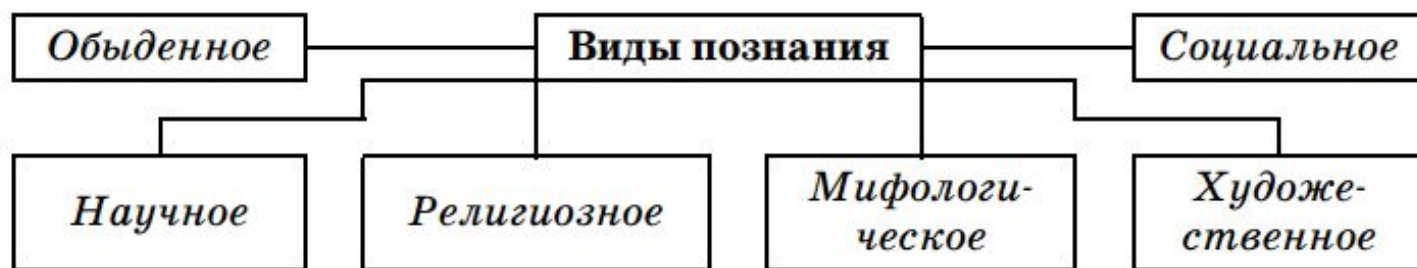 Обыденное
Виды познания
Социальное
Научное
Религиозное
Мифологи-
ческое
Художе-
ственное